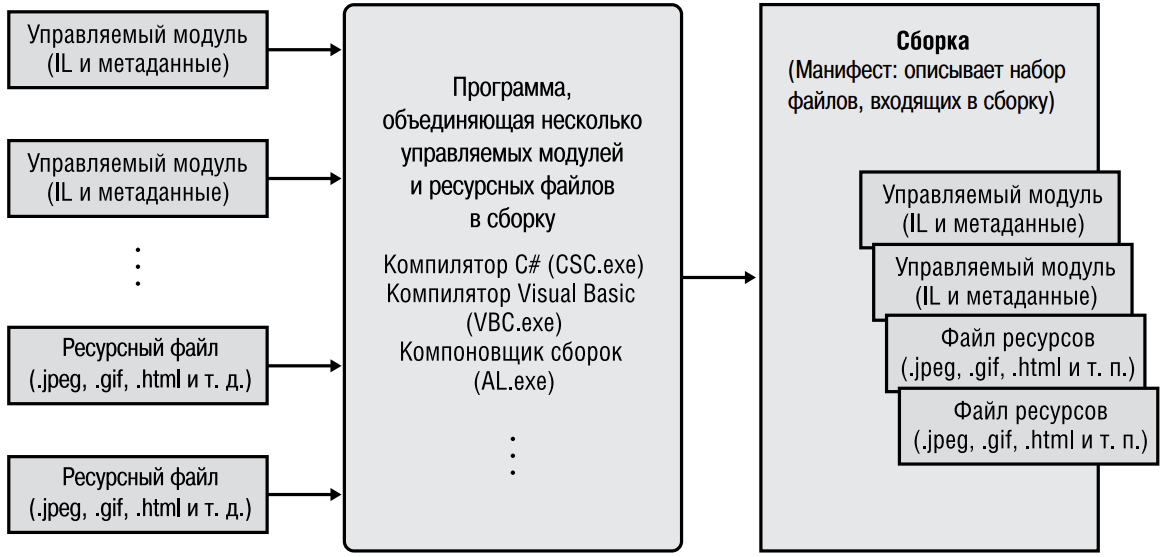 Управляемый модуль
(IL и метаданные)
Управляемый модуль
(IL и метаданные)
Ресурсный файл
(.jpeg, .gif, .html и т. д.)
Ресурсный файл
(.jpeg, .gif, .html и т. д.)
Программа,
объединяющая несколько
управляемых модулей
и ресурсных файлов
в сборку
Компилятор C# (CSC.exe)
Компилятор Visual Basic
(VBC.exe)
Компоновщик сборок
(AL.exe)
Сборка
(Манифест: описывает набор
файлов, входящих в сборку)
Управляемый модуль
(IL и метаданные)
Управляемый модуль
(IL и метаданные)
Файл ресурсов
(.jpeg, .gif, .html и т. п.)
Файл ресурсов
(.jpeg, .gif, .html и т. п.)